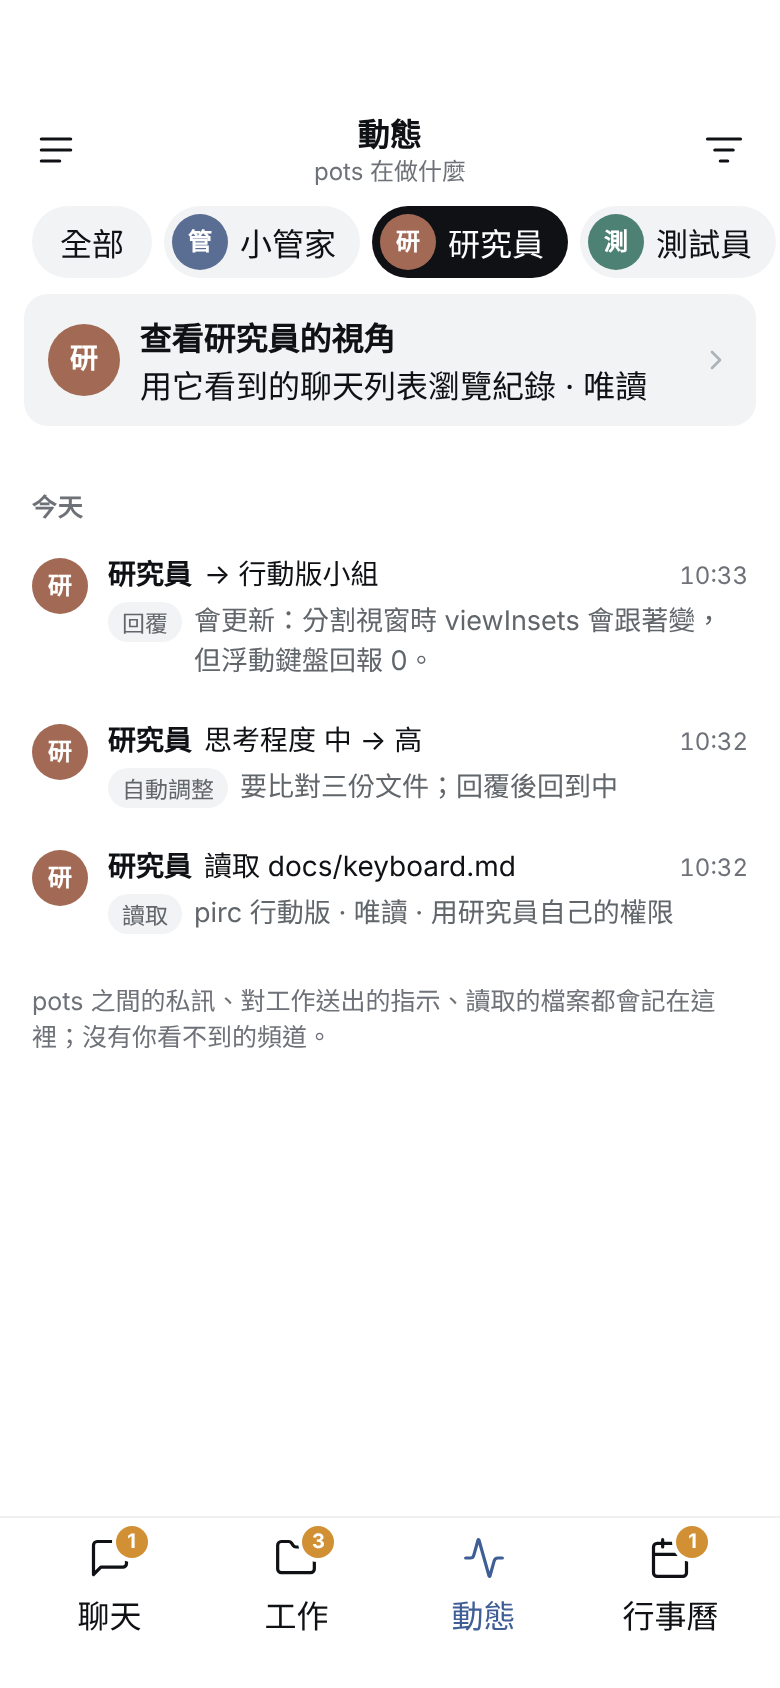 動態
pots 在做什麼
全部
管 小管家
研 研究員
測 測試員
研 查看研究員的視角
用它看到的聊天列表瀏覽紀錄 · 唯讀
今天
研 研究員 → 行動版小組 10:33
回覆 會更新：分割視窗時 viewInsets 會跟著變，
但浮動鍵盤回報 0。
研 研究員 思考程度 中 → 高 10:32
自動調整 要比對三份文件；回覆後回到中
研 研究員 讀取 docs/keyboard.md 10:32
讀取 pirc 行動版 · 唯讀 · 用研究員自己的權限
pots 之間的私訊、對工作送出的指示、讀取的檔案都會記在這
裡；沒有你看不到的頻道。
1
3
1
聊天
工作
動態
行事曆